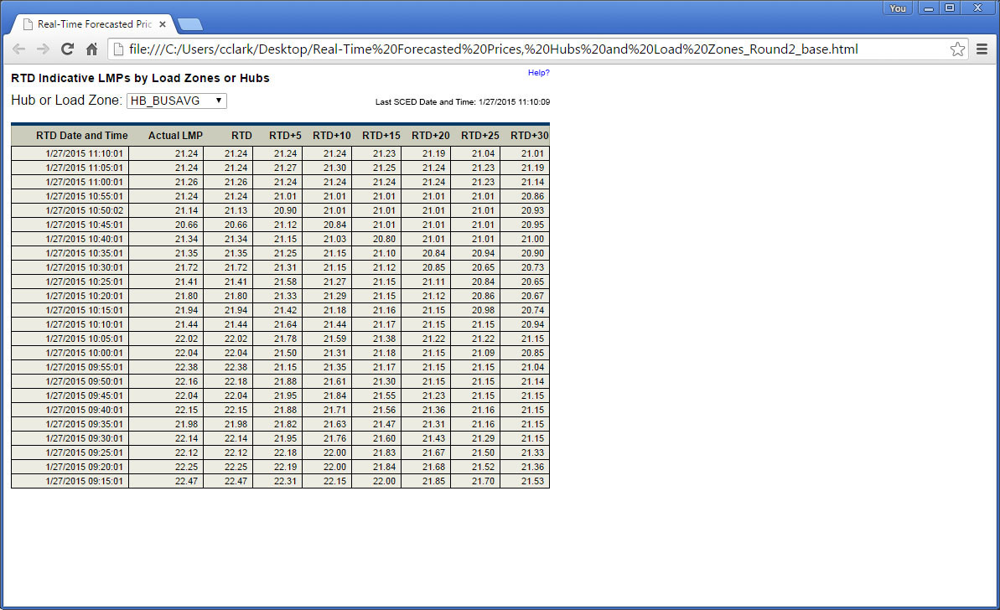 You
Real-Time Forecasted Pric
file:///C:/Users/cclark/Desktop/Real-Time%20Forecasted%20Prices,%20Hubs%20and%20Load%20Zones_Round2_base.html
RTD Indicative LMPs by Load Zones or Hubs Help?
Hub or Load Zone: HB_BUSAVG Last SCED Date and Time: 1/27/2015 11:10:09
RTD Date and Time Actual LMP RTD RTD+5 RTD+10 RTD+15 RTD+20 RTD+25 RTD+30
1/27/2015 11:10:01 21.24 21.24 21.24 21.24 21.23 21.19 21.04 21.01
1/27/2015 11:05:01 21.24 21.24 21.27 21.30 21.25 21.24 21.23 21.19
1/27/2015 11:00:01 21.26 21.26 21.24 21.24 21.24 21.24 21.23 21.14
1/27/2015 10:55:01 21.24 21.24 21.01 21.01 21.01 21.01 21.01 20.86
1/27/2015 10:50:02 21.14 21.13 20.90 21.01 21.01 21.01 21.01 20.93
1/27/2015 10:45:01 20.66 20.66 21.12 20.84 21.01 21.01 21.01 20.95
1/27/2015 10:40:01 21.34 21.34 21.15 21.03 20.80 21.01 21.01 21.00
1/27/2015 10:35:01 21.35 21.35 21.25 21.15 21.10 20.84 20.94 20.90
1/27/2015 10:30:01 21.72 21.72 21.31 21.15 21.12 20.85 20.65 20.73
1/27/2015 10:25:01 21.41 21.41 21.58 21.27 21.15 21.11 20.84 20.65
1/27/2015 10:20:01 21.80 21.80 21.33 21.29 21.15 21.12 20.86 20.67
1/27/2015 10:15:01 21.94 21.94 21.42 21.18 21.16 21.15 20.98 20.74
1/27/2015 10:10:01 21.44 21.44 21.64 21.44 21.17 21.15 21.15 20.94
1/27/2015 10:05:01 22.02 22.02 21.78 21.59 21.38 21.22 21.22 21.15
1/27/2015 10:00:01 22.04 22.04 21.50 21.31 21.18 21.15 21.09 20.85
1/27/2015 09:55:01 22.38 22.38 21.15 21.35 21.17 21.15 21.15 21.04
1/27/2015 09:50:01 22.16 22.18 21.88 21.61 21.30 21.15 21.15 21.14
1/27/2015 09:45:01 22.04 22.04 21.95 21.84 21.55 21.23 21.15 21.15
1/27/2015 09:40:01 22.15 22.15 21.88 21.71 21.56 21.36 21.16 21.15
1/27/2015 09:35:01 21.98 21.98 21.82 21.63 21.47 21.31 21.16 21.15
1/27/2015 09:30:01 22.14 22.14 21.95 21.76 21.60 21.43 21.29 21.15
1/27/2015 09:25:01 22.12 22.12 22.18 22.00 21.83 21.67 21.50 21.33
1/27/2015 09:20:01 22.25 22.25 22.19 22.00 21.84 21.68 21.52 21.36
1/27/2015 09:15:01 22.47 22.47 22.31 22.15 22.00 21.85 21.70 21.53